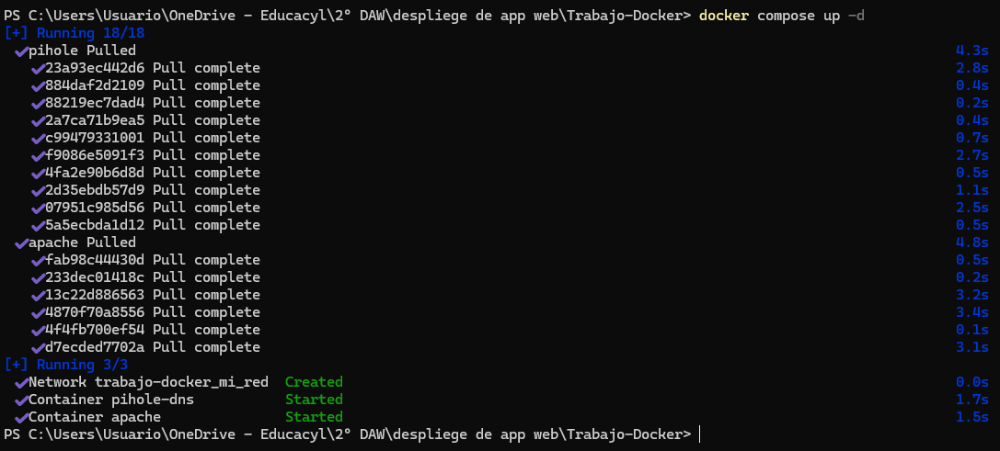 PS C:\Users\Usuario\OneDrive - Educacyl\2º DAW\despliege de app web\Trabajo-Docker> docker compose up -d
[+] Running 18/18
✔pihole Pulled 4.3s
✔23a93ec442d6 Pull complete 2.8s
✔884daf2d2109 Pull complete 0.4s
✔88219ec7dad4 Pull complete 0.2s
✔2a7ca71b9ea5 Pull complete 0.4s
✔c99479331001 Pull complete 0.7s
✔f9086e5091f3 Pull complete 2.7s
✔4fa2e90b6d8d Pull complete 0.5s
✔2d35ebdb57d9 Pull complete 1.1s
✔07951c985d56 Pull complete 2.5s
✔5a5ecbda1d12 Pull complete 0.5s
✔apache Pulled 4.8s
✔fab98c44430d Pull complete 0.5s
✔233dec01418c Pull complete 0.2s
✔13c22d886563 Pull complete 3.2s
✔4870f70a8556 Pull complete 3.4s
✔4f4fb700ef54 Pull complete 0.1s
✔d7ecded7702a Pull complete 3.1s
[+] Running 3/3
✔Network trabajo-docker_mi_red Created 0.0s
✔Container pihole-dns Started 1.7s
✔Container apache Started 1.5s
PS C:\Users\Usuario\OneDrive - Educacyl\2º DAW\despliege de app web\Trabajo-Docker>